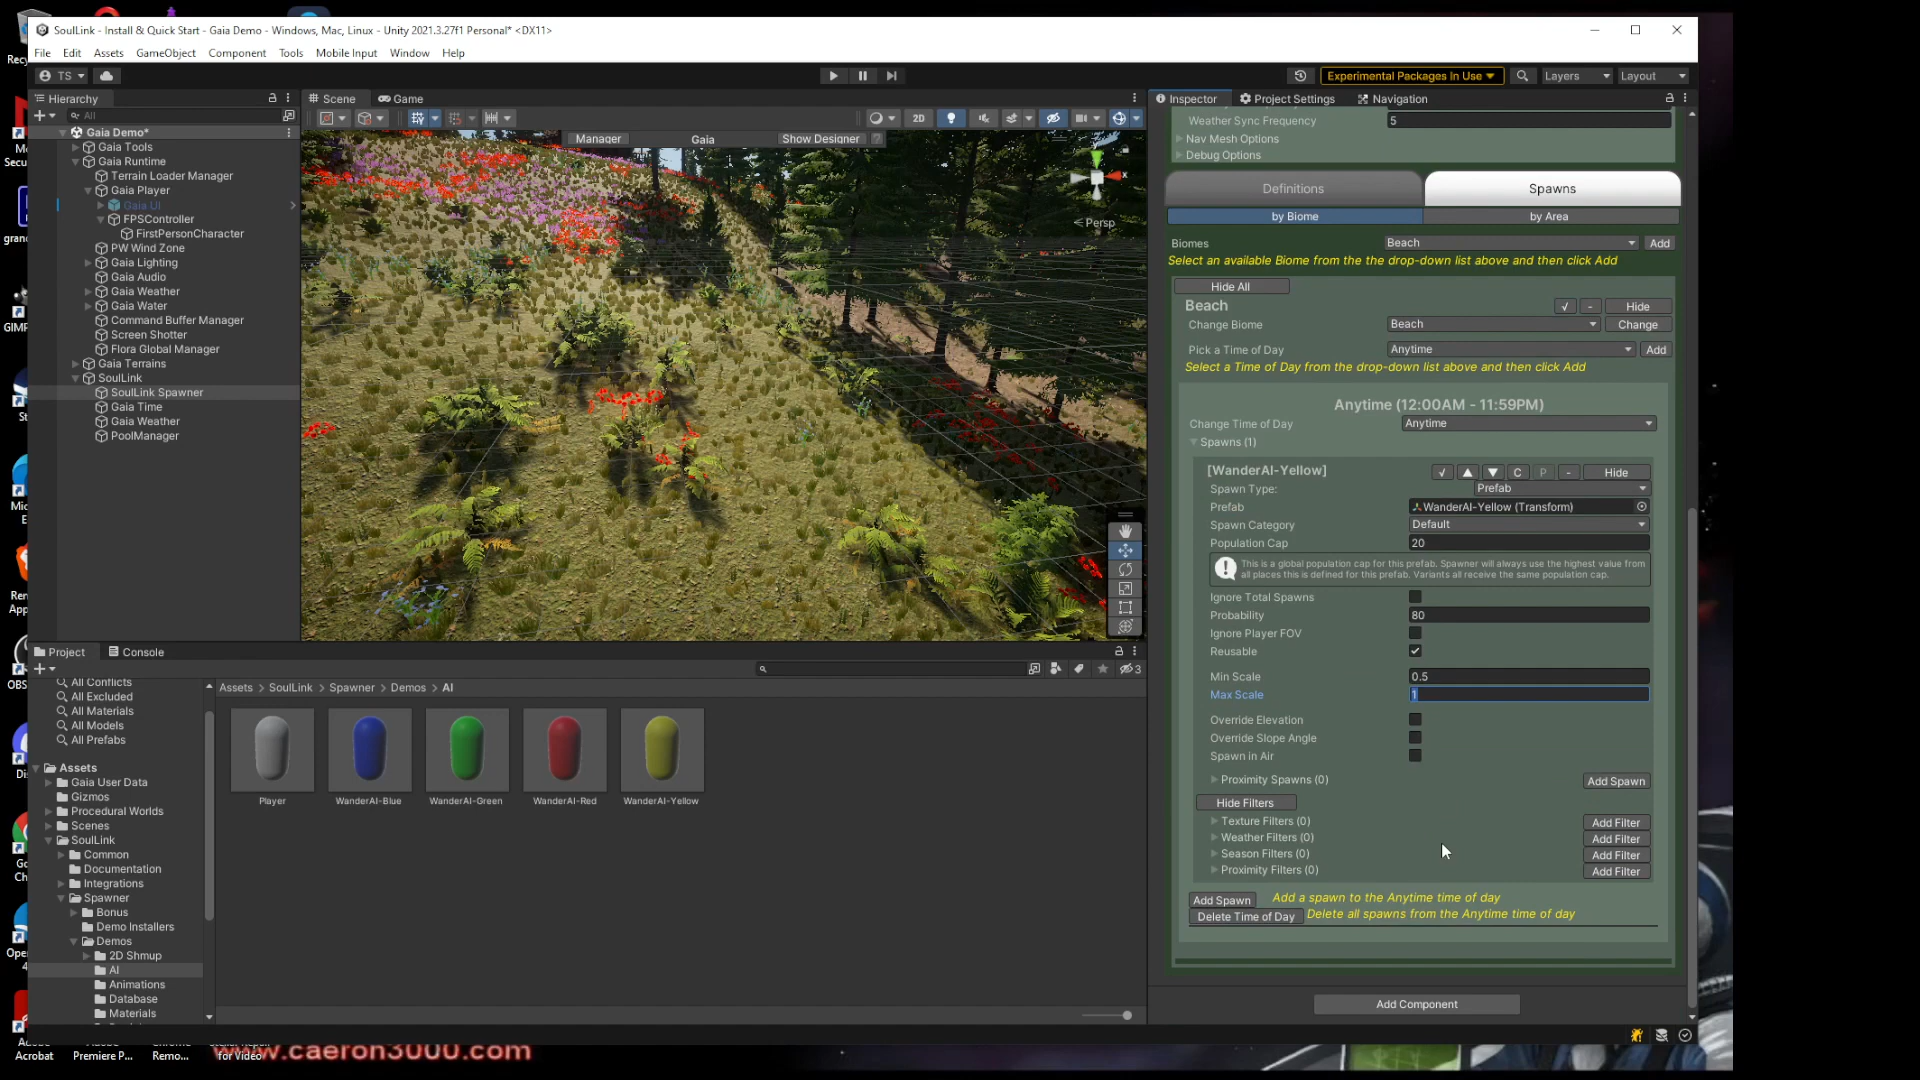 SoulLink - Install & Quick Start - Gaia Demo - Windows, Mac, Linux - Unity 2021.3.27f1 Personal* <DX11>
File Edit Assets GameObject Component Tools Mobile Input Window Help
TS
Experimental Packages In Use
Layers
Layout
Hierarchy
All
Gaia Demo*
Gaia Tools
Gaia Runtime
Terrain Loader Manager
Gaia Player
Gaia UI
FPSController
FirstPersonCharacter
PW Wind Zone
Gaia Lighting
Gaia Audio
Gaia Weather
Gaia Water
Command Buffer Manager
Screen Shotter
Flora Global Manager
Gaia Terrains
SoulLink
SoulLink Spawner
Gaia Time
Gaia Weather
PoolManager
Scene
Game
2D
Manager
Gaia
Show Designer
x
Persp
Project
Console
3
All Conflicts
All Excluded
All Materials
All Models
All Prefabs
Assets
Gaia User Data
Gizmos
Procedural Worlds
Scenes
SoulLink
Common
Documentation
Integrations
Spawner
Bonus
Demo Installers
Demos
2D Shmup
AI
Animations
Database
Materials
Assets > SoulLink > Spawner > Demos > AI
Player
WanderAI-Blue
WanderAI-Green
WanderAI-Red
WanderAI-Yellow
Inspector
Project Settings
Navigation
Weather Sync Frequency 5
Nav Mesh Options
Debug Options
Definitions
Spawns
by Biome
by Area
Biomes Beach Add
Select an available Biome from the the drop-down list above and then click Add
Hide All
Beach √ - Hide
Change Biome Beach Change
Pick a Time of Day Anytime Add
Select a Time of Day from the drop-down list above and then click Add
Anytime (12:00AM - 11:59PM)
Change Time of Day Anytime
Spawns (1)
[WanderAI-Yellow] √ ▲ ▼ C P - Hide
Spawn Type: Prefab
Prefab WanderAI-Yellow (Transform)
Spawn Category Default
Population Cap 20
This is a global population cap for this prefab. Spawner will always use the highest value from
all places this is defined for this prefab. Variants all receive the same population cap.
Ignore Total Spawns
Probability 80
Ignore Player FOV
Reusable
Min Scale 0.5
Max Scale 1
Override Elevation
Override Slope Angle
Spawn in Air
Proximity Spawns (0) Add Spawn
Hide Filters
Texture Filters (0) Add Filter
Weather Filters (0) Add Filter
Season Filters (0) Add Filter
Proximity Filters (0) Add Filter
Add Spawn Add a spawn to the Anytime time of day
Delete Time of Day Delete all spawns from the Anytime time of day
Add Component
Acrobat
Premiere P...
Remo...
for Video
www.caeron3000.com